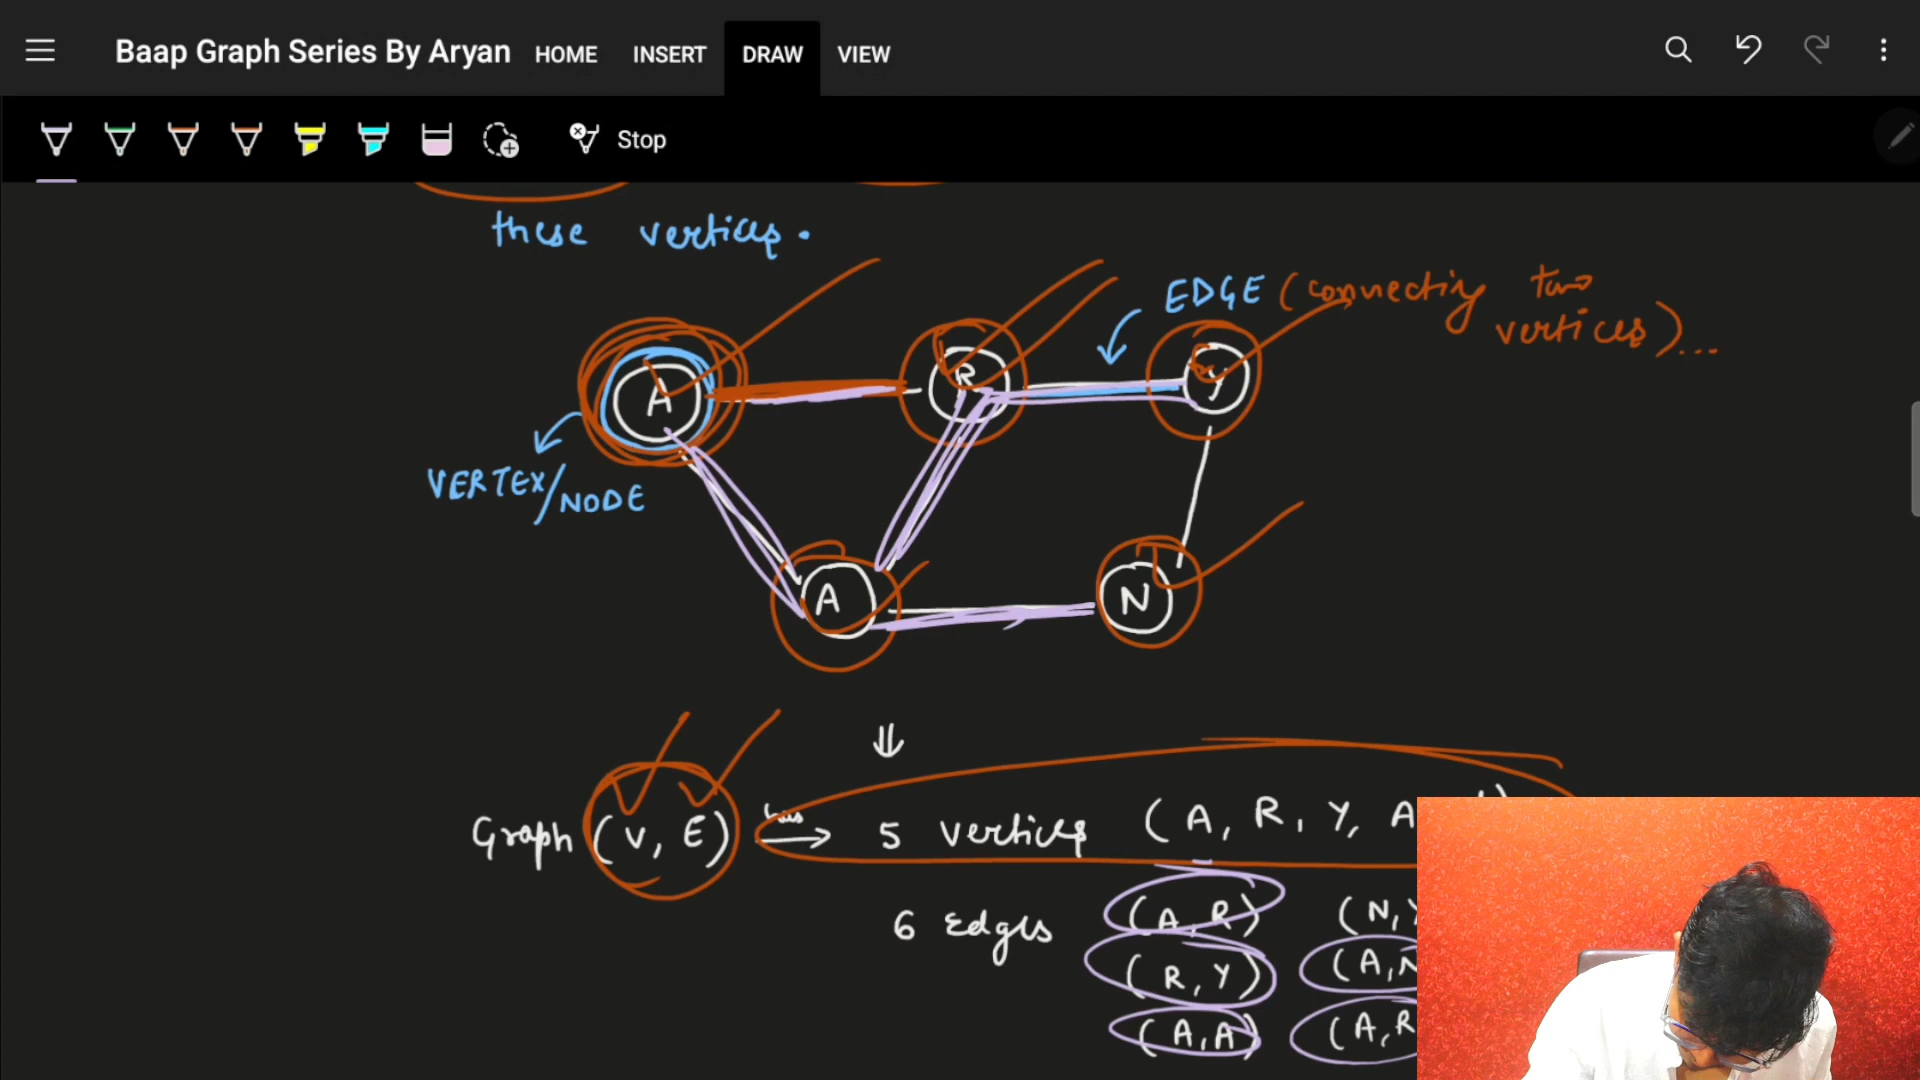 Baap Graph Series By Aryan HOME INSERT DRAW VIEW
Stop
these vertices.
EDGE (connecting two
vertices)...
A R Y
VERTEX/NODE
A N
Graph (V, E) has 5 vertices (A, R, Y, A
6 Edges (A, R) (N,
(R, Y) (A,N
(A, A) (A,R